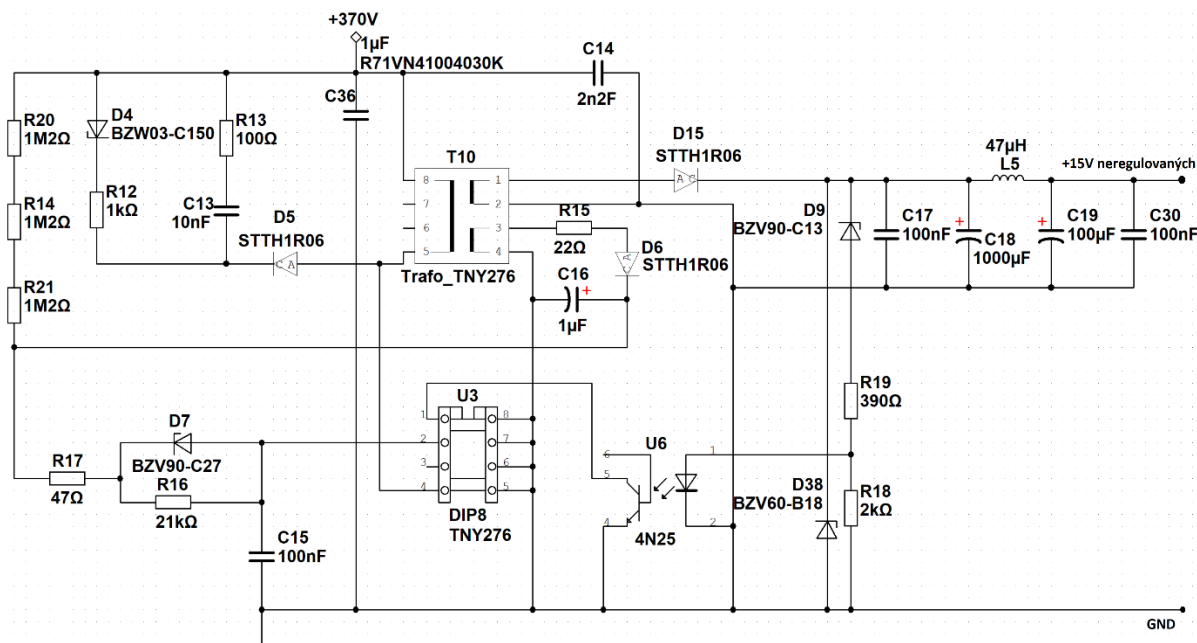 +370V
1µF
R71VN41004030K
C14
2n2F
C36
R20
1M2Ω
D4
BZW03-C150
R13
100Ω
D15
STTH1R06
47µH
L5
+15V neregulovaných
T10
8
7
6
5
1
2
3
4
Trafo_TNY276
R14
1M2Ω
R12
1kΩ
C13
10nF
D5
STTH1R06
A
C
C
A
R15
22Ω
D6
STTH1R06
A
C
C16
+
1µF
D9
BZV90-C13
C17
100nF
+
C18
1000µF
+
C19
100µF
C30
100nF
R21
1M2Ω
R19
390Ω
U3
1
2
3
4
8
7
6
5
DIP8
TNY276
D7
BZV90-C27
R17
47Ω
R16
21kΩ
C15
100nF
U6
6
5
4
1
2
4N25
D38
BZV60-B18
R18
2kΩ
GND